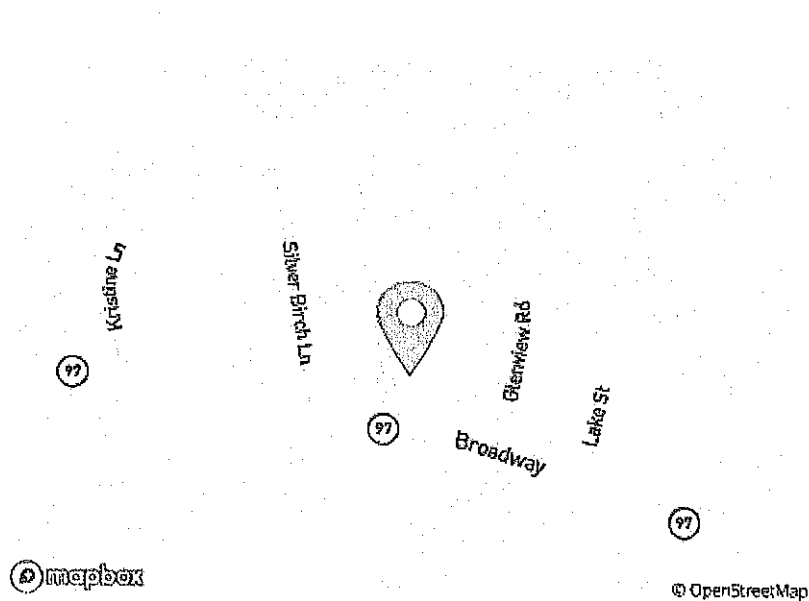 Kristine Ln
Silver Birch Ln
Glenview Rd
Lake St
97
97
Broadway
97
mapbox
© OpenStreetMap